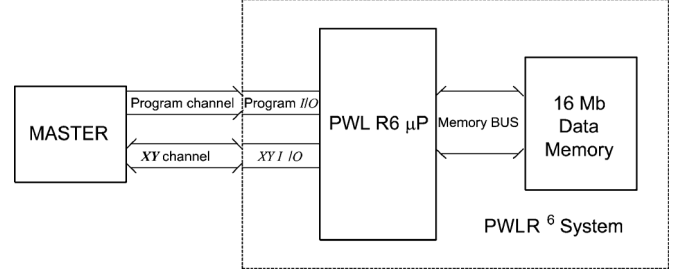 MASTER
Program channel
Program I/O
XY channel
XY I /O
PWL R6 µP
Memory BUS
16 Mb
Data
Memory
PWLR 6 System